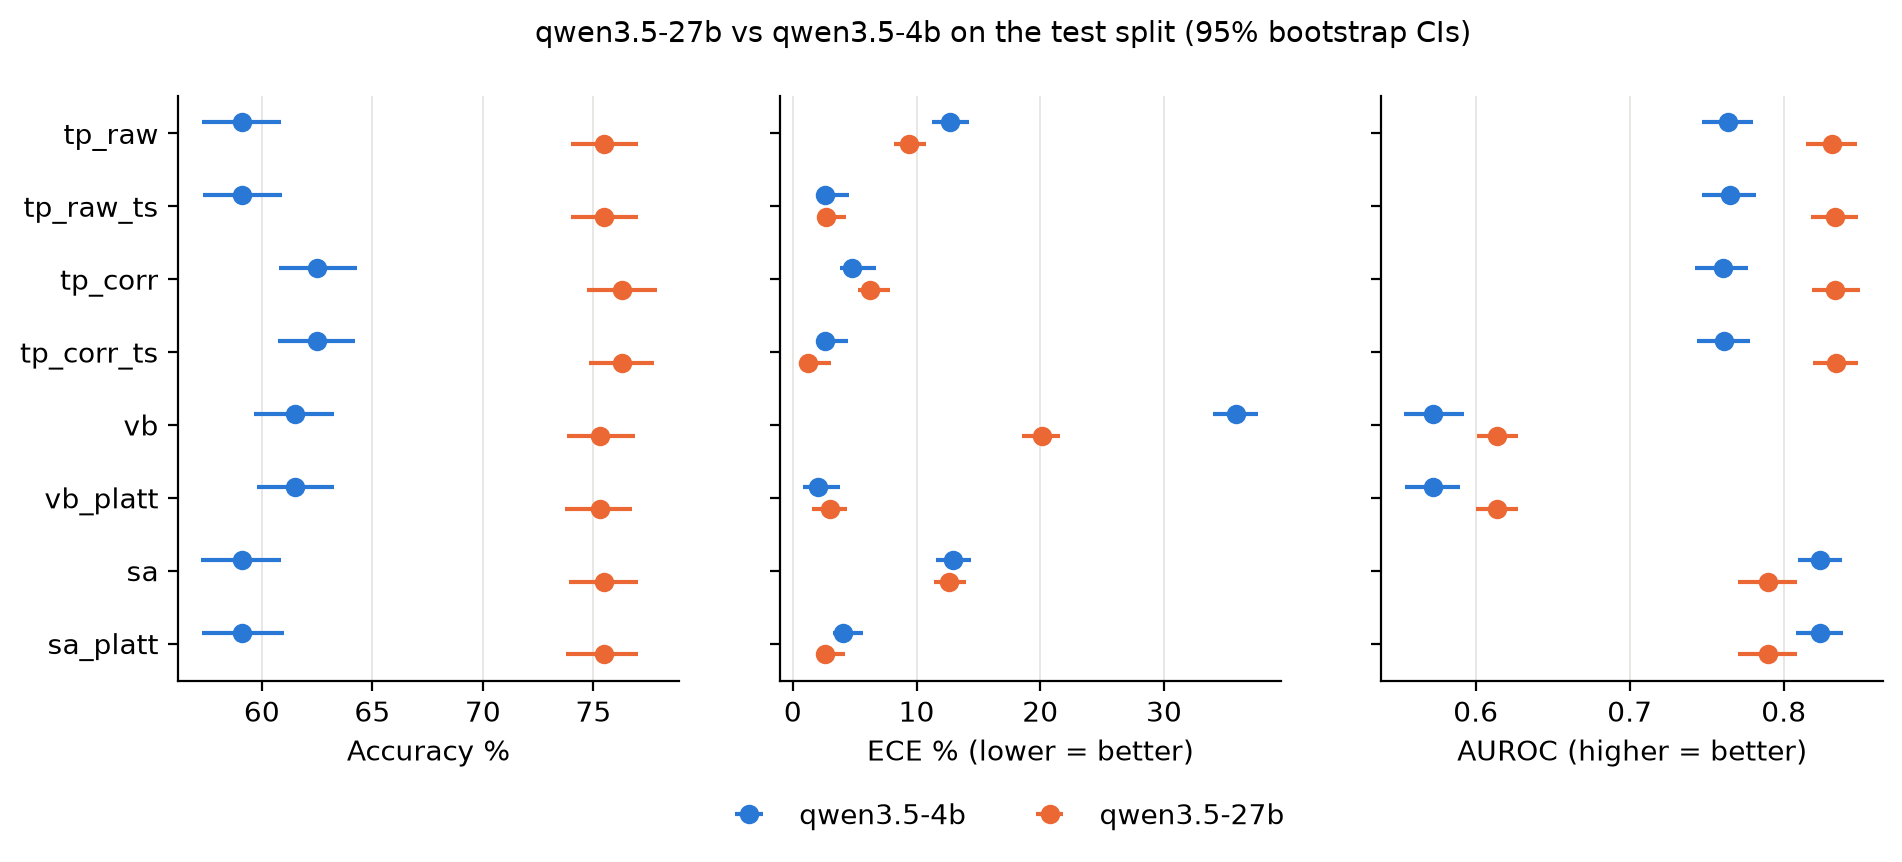 qwen3.5-27b vs qwen3.5-4b on the test split (95% bootstrap CIs)
tp_raw
tp_raw_ts
tp_corr
tp_corr_ts
vb
vb_platt
sa
sa_platt
60 65 70 75
Accuracy %
0 10 20 30
ECE % (lower = better)
0.6 0.7 0.8
AUROC (higher = better)
qwen3.5-4b qwen3.5-27b